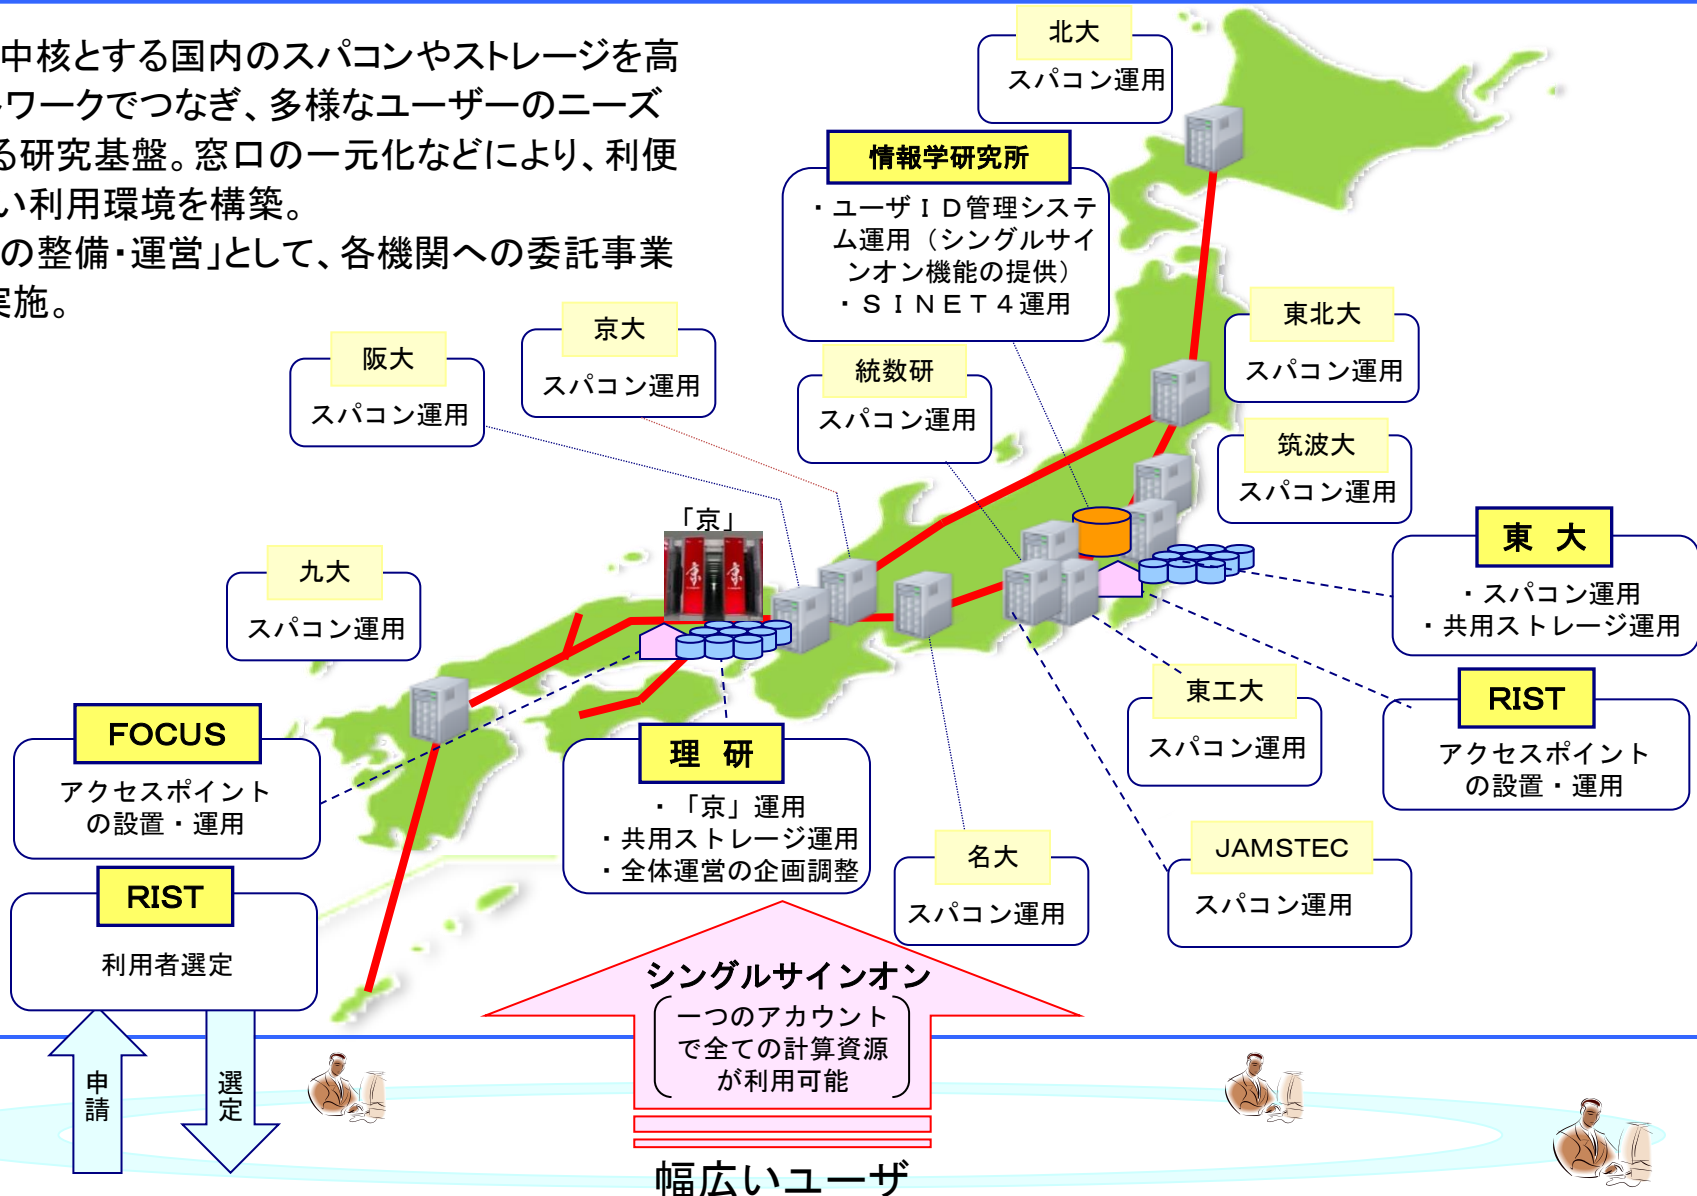 中核とする国内のスパコンやストレージを高
トワークでつなぎ、多様なユーザーのニーズ
る研究基盤。窓口の一元化などにより、利便
い利用環境を構築。
の整備・運営」として、各機関への委託事業
実施。
北大
スパコン運用
情報学研究所
・ユーザＩＤ管理システ
ム運用（シングルサイ
ンオン機能の提供）
・ＳＩＮＥＴ４運用
東北大
スパコン運用
京大
スパコン運用
阪大
スパコン運用
統数研
スパコン運用
筑波大
スパコン運用
「京」
京
京
九大
スパコン運用
東 大
・スパコン運用
・共用ストレージ運用
東工大
スパコン運用
RIST
アクセスポイント
の設置・運用
FOCUS
アクセスポイント
の設置・運用
理 研
・「京」運用
・共用ストレージ運用
・全体運営の企画調整
名大
スパコン運用
JAMSTEC
スパコン運用
RIST
利用者選定
シングルサインオン
一つのアカウント
で全ての計算資源
が利用可能
申請
選定
幅広いユーザ